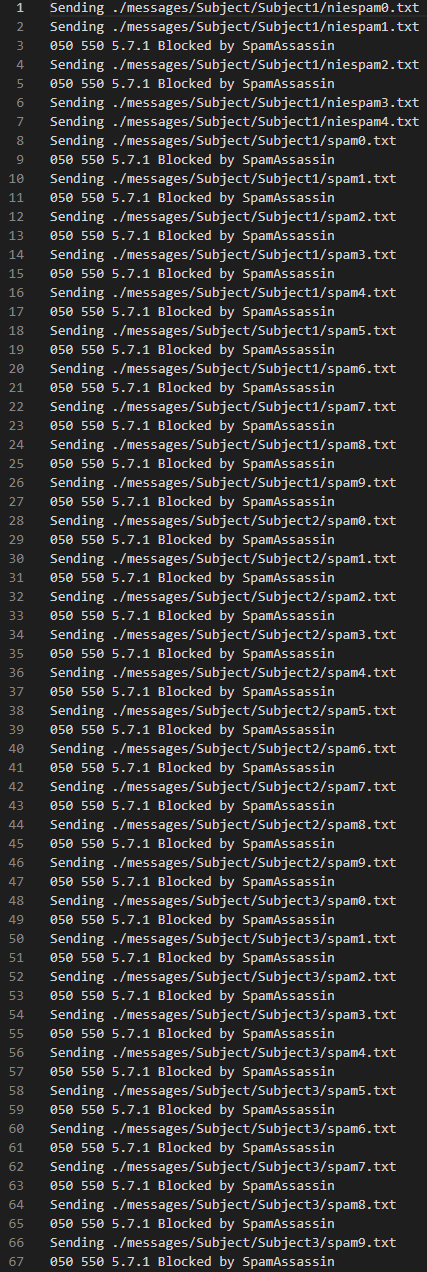 1 Sending ./messages/Subject/Subject1/niespam0.txt
2 Sending ./messages/Subject/Subject1/niespam1.txt
3 050 550 5.7.1 Blocked by SpamAssassin
4 Sending ./messages/Subject/Subject1/niespam2.txt
5 050 550 5.7.1 Blocked by SpamAssassin
6 Sending ./messages/Subject/Subject1/niespam3.txt
7 Sending ./messages/Subject/Subject1/niespam4.txt
8 Sending ./messages/Subject/Subject1/spam0.txt
9 050 550 5.7.1 Blocked by SpamAssassin
10 Sending ./messages/Subject/Subject1/spam1.txt
11 050 550 5.7.1 Blocked by SpamAssassin
12 Sending ./messages/Subject/Subject1/spam2.txt
13 050 550 5.7.1 Blocked by SpamAssassin
14 Sending ./messages/Subject/Subject1/spam3.txt
15 050 550 5.7.1 Blocked by SpamAssassin
16 Sending ./messages/Subject/Subject1/spam4.txt
17 050 550 5.7.1 Blocked by SpamAssassin
18 Sending ./messages/Subject/Subject1/spam5.txt
19 050 550 5.7.1 Blocked by SpamAssassin
20 Sending ./messages/Subject/Subject1/spam6.txt
21 050 550 5.7.1 Blocked by SpamAssassin
22 Sending ./messages/Subject/Subject1/spam7.txt
23 050 550 5.7.1 Blocked by SpamAssassin
24 Sending ./messages/Subject/Subject1/spam8.txt
25 050 550 5.7.1 Blocked by SpamAssassin
26 Sending ./messages/Subject/Subject1/spam9.txt
27 050 550 5.7.1 Blocked by SpamAssassin
28 Sending ./messages/Subject/Subject2/spam0.txt
29 050 550 5.7.1 Blocked by SpamAssassin
30 Sending ./messages/Subject/Subject2/spam1.txt
31 050 550 5.7.1 Blocked by SpamAssassin
32 Sending ./messages/Subject/Subject2/spam2.txt
33 050 550 5.7.1 Blocked by SpamAssassin
34 Sending ./messages/Subject/Subject2/spam3.txt
35 050 550 5.7.1 Blocked by SpamAssassin
36 Sending ./messages/Subject/Subject2/spam4.txt
37 050 550 5.7.1 Blocked by SpamAssassin
38 Sending ./messages/Subject/Subject2/spam5.txt
39 050 550 5.7.1 Blocked by SpamAssassin
40 Sending ./messages/Subject/Subject2/spam6.txt
41 050 550 5.7.1 Blocked by SpamAssassin
42 Sending ./messages/Subject/Subject2/spam7.txt
43 050 550 5.7.1 Blocked by SpamAssassin
44 Sending ./messages/Subject/Subject2/spam8.txt
45 050 550 5.7.1 Blocked by SpamAssassin
46 Sending ./messages/Subject/Subject2/spam9.txt
47 050 550 5.7.1 Blocked by SpamAssassin
48 Sending ./messages/Subject/Subject3/spam0.txt
49 050 550 5.7.1 Blocked by SpamAssassin
50 Sending ./messages/Subject/Subject3/spam1.txt
51 050 550 5.7.1 Blocked by SpamAssassin
52 Sending ./messages/Subject/Subject3/spam2.txt
53 050 550 5.7.1 Blocked by SpamAssassin
54 Sending ./messages/Subject/Subject3/spam3.txt
55 050 550 5.7.1 Blocked by SpamAssassin
56 Sending ./messages/Subject/Subject3/spam4.txt
57 050 550 5.7.1 Blocked by SpamAssassin
58 Sending ./messages/Subject/Subject3/spam5.txt
59 050 550 5.7.1 Blocked by SpamAssassin
60 Sending ./messages/Subject/Subject3/spam6.txt
61 050 550 5.7.1 Blocked by SpamAssassin
62 Sending ./messages/Subject/Subject3/spam7.txt
63 050 550 5.7.1 Blocked by SpamAssassin
64 Sending ./messages/Subject/Subject3/spam8.txt
65 050 550 5.7.1 Blocked by SpamAssassin
66 Sending ./messages/Subject/Subject3/spam9.txt
67 050 550 5.7.1 Blocked by SpamAssassin